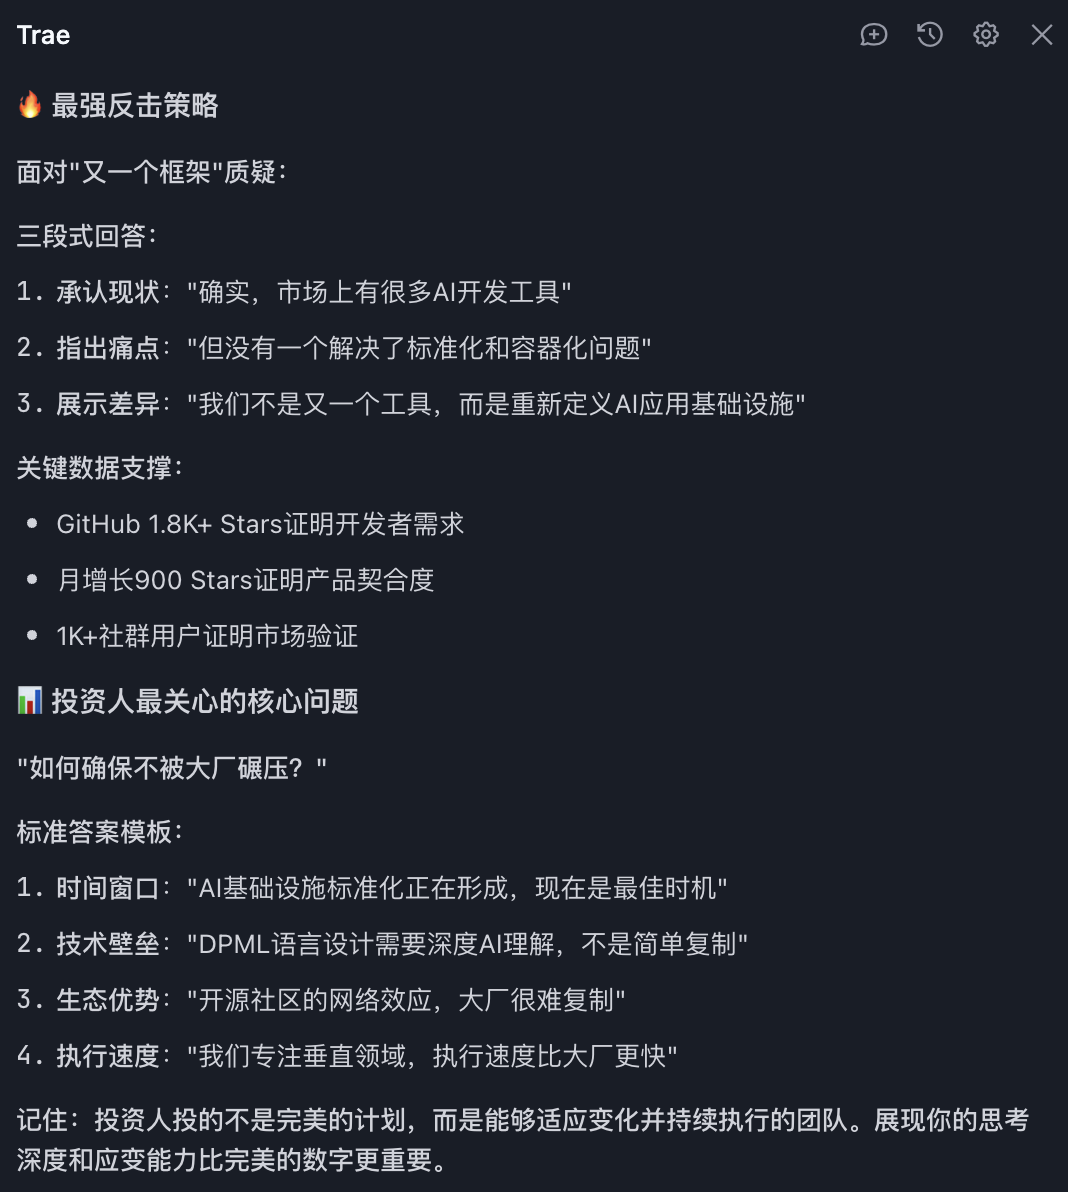 Trae
🔥 最强反击策略
面对"又一个框架"质疑：
三段式回答：
1. 承认现状："确实，市场上有很多AI开发工具"
2. 指出痛点："但没有一个解决了标准化和容器化问题"
3. 展示差异："我们不是又一个工具，而是重新定义AI应用基础设施"
关键数据支撑：
• GitHub 1.8K+ Stars证明开发者需求
• 月增长900 Stars证明产品契合度
• 1K+社群用户证明市场验证
📊 投资人最关心的核心问题
"如何确保不被大厂碾压？"
标准答案模板：
1. 时间窗口："AI基础设施标准化正在形成，现在是最佳时机"
2. 技术壁垒："DPML语言设计需要深度AI理解，不是简单复制"
3. 生态优势："开源社区的网络效应，大厂很难复制"
4. 执行速度："我们专注垂直领域，执行速度比大厂更快"
记住：投资人投的不是完美的计划，而是能够适应变化并持续执行的团队。展现你的思考
深度和应变能力比完美的数字更重要。